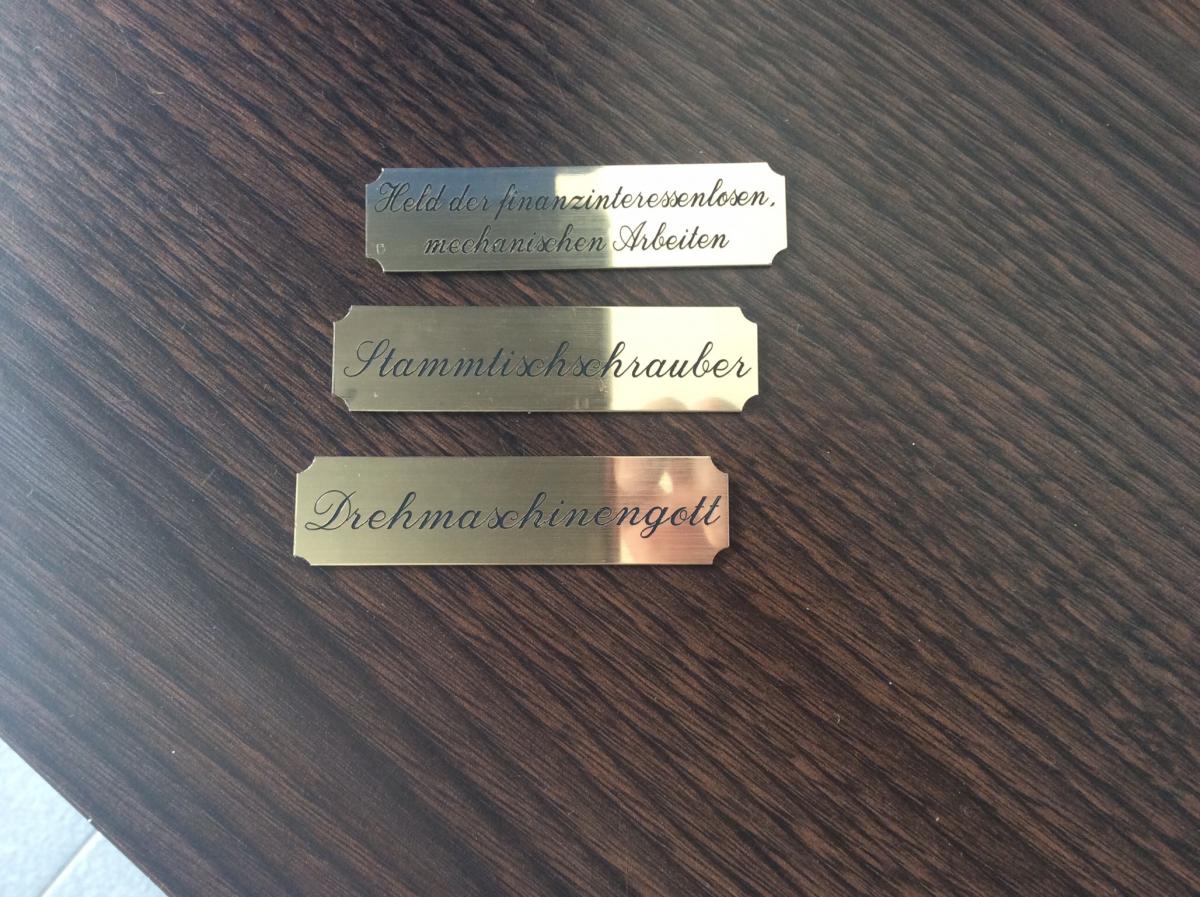 Held der finanzinteressenlosen,
mechanischen Arbeiten
Stammtischschrauber
Drehmaschinengott